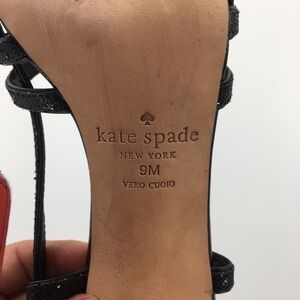 kate spade
NEW YORK
9M
VERO CUOIO